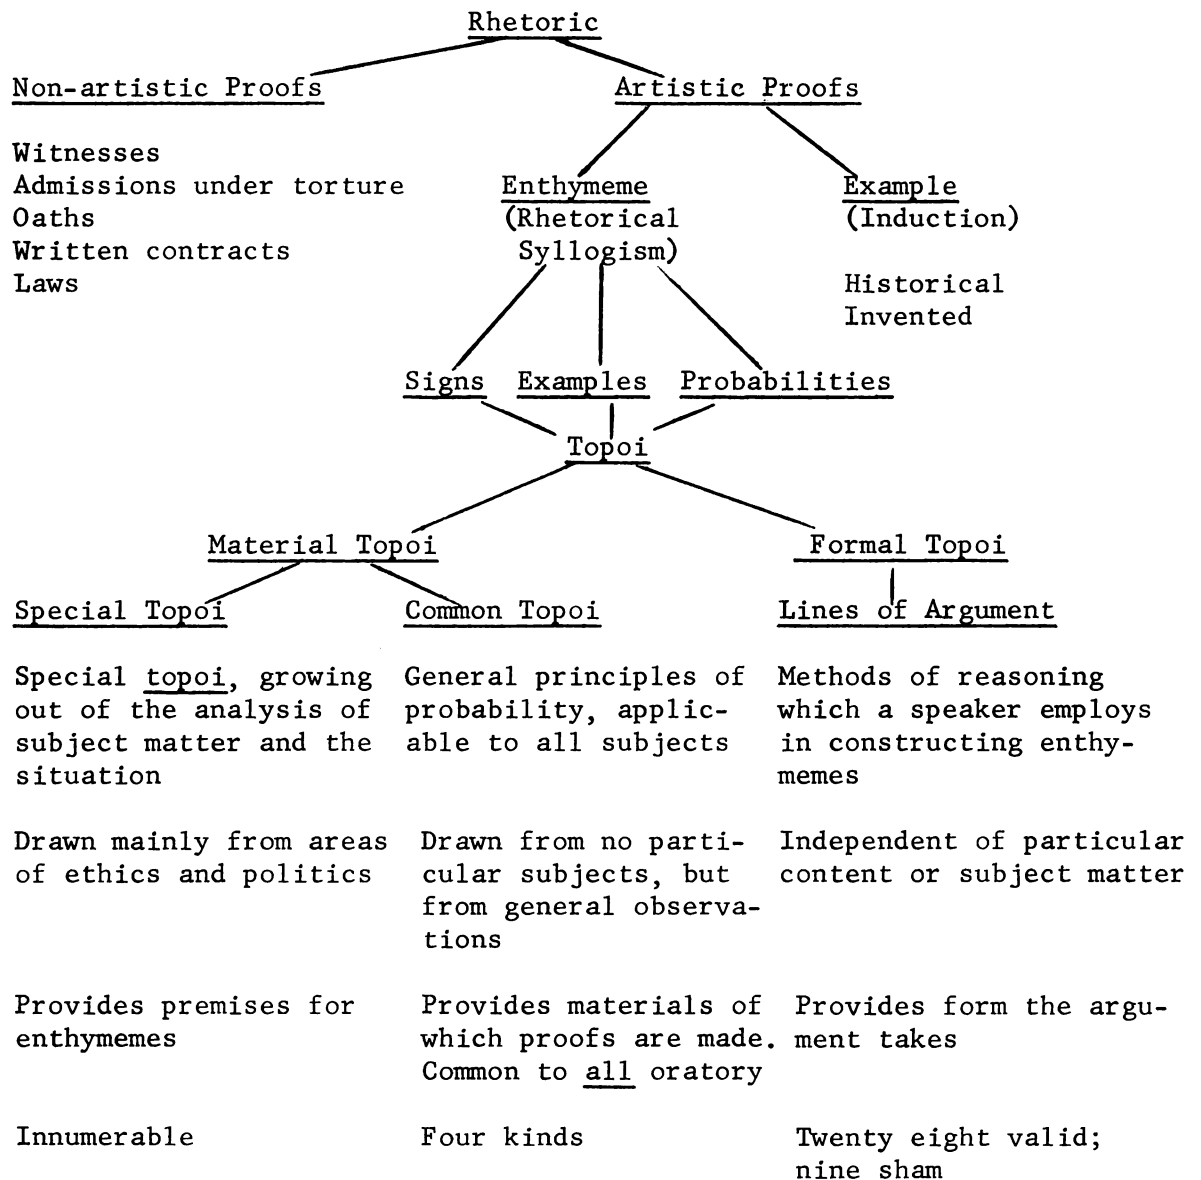 Rhetoric
Non-artistic Proofs
Artistic Proofs
Witnesses
Admissions under torture
Oaths
Written contracts
Laws
Enthymeme
(Rhetorical
Syllogism)
Example
(Induction)
Historical
Invented
Signs
Examples
Probabilities
Topoi
Material Topoi
Formal Topoi
Special Topoi
Common Topoi
Lines of Argument
Special topoi, growing
out of the analysis of
subject matter and the
situation
General principles of
probability, applic-
able to all subjects
Methods of reasoning
which a speaker employs
in constructing enthy-
memes
Drawn mainly from areas
of ethics and politics
Drawn from no parti-
cular subjects, but
from general observa-
tions
Independent of particular
content or subject matter
Provides premises for
enthymemes
Provides materials of
which proofs are made.
Common to all oratory
Provides form the argu-
ment takes
Innumerable
Four kinds
Twenty eight valid;
nine sham